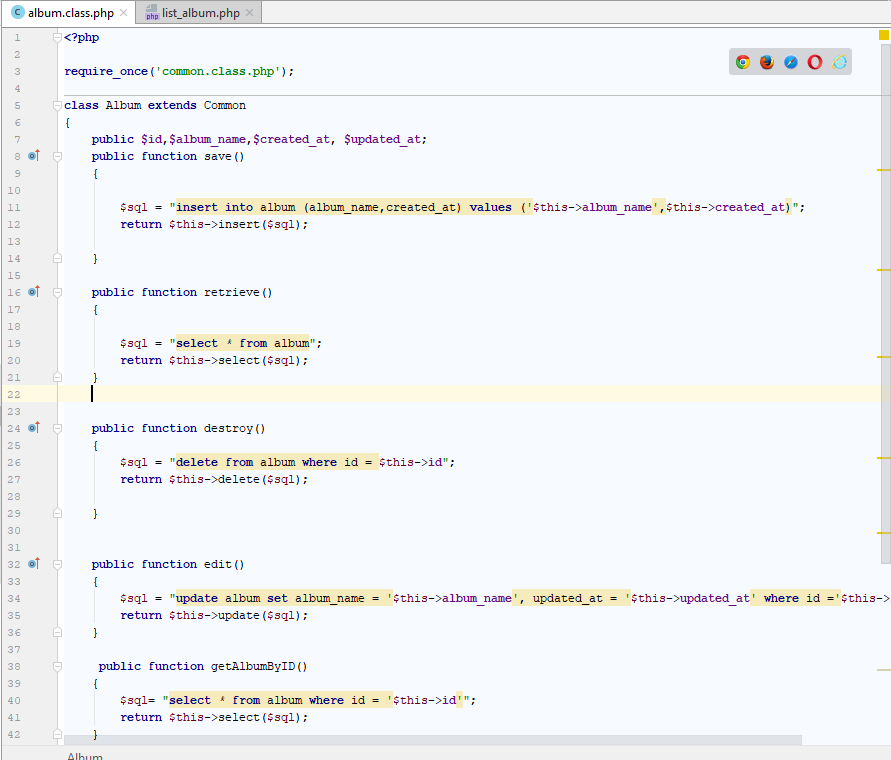 album.class.php list_album.php
1 <?php
2
3 require_once('common.class.php');
4
5 class Album extends Common
6 {
7 public $id,$album_name,$created_at, $updated_at;
8 public function save()
9 {
10
11 $sql = "insert into album (album_name,created_at) values ('$this->album_name',$this->created_at)";
12 return $this->insert($sql);
13
14 }
15
16 public function retrieve()
17 {
18
19 $sql = "select * from album";
20 return $this->select($sql);
21 }
22
23
24 public function destroy()
25 {
26 $sql = "delete from album where id = $this->id";
27 return $this->delete($sql);
28
29 }
30
31
32 public function edit()
33 {
34 $sql = "update album set album_name = '$this->album_name', updated_at = '$this->updated_at' where id ='$this->
35 return $this->update($sql);
36 }
37
38 public function getAlbumByID()
39 {
40 $sql= "select * from album where id = '$this->id'";
41 return $this->select($sql);
42 }
Album